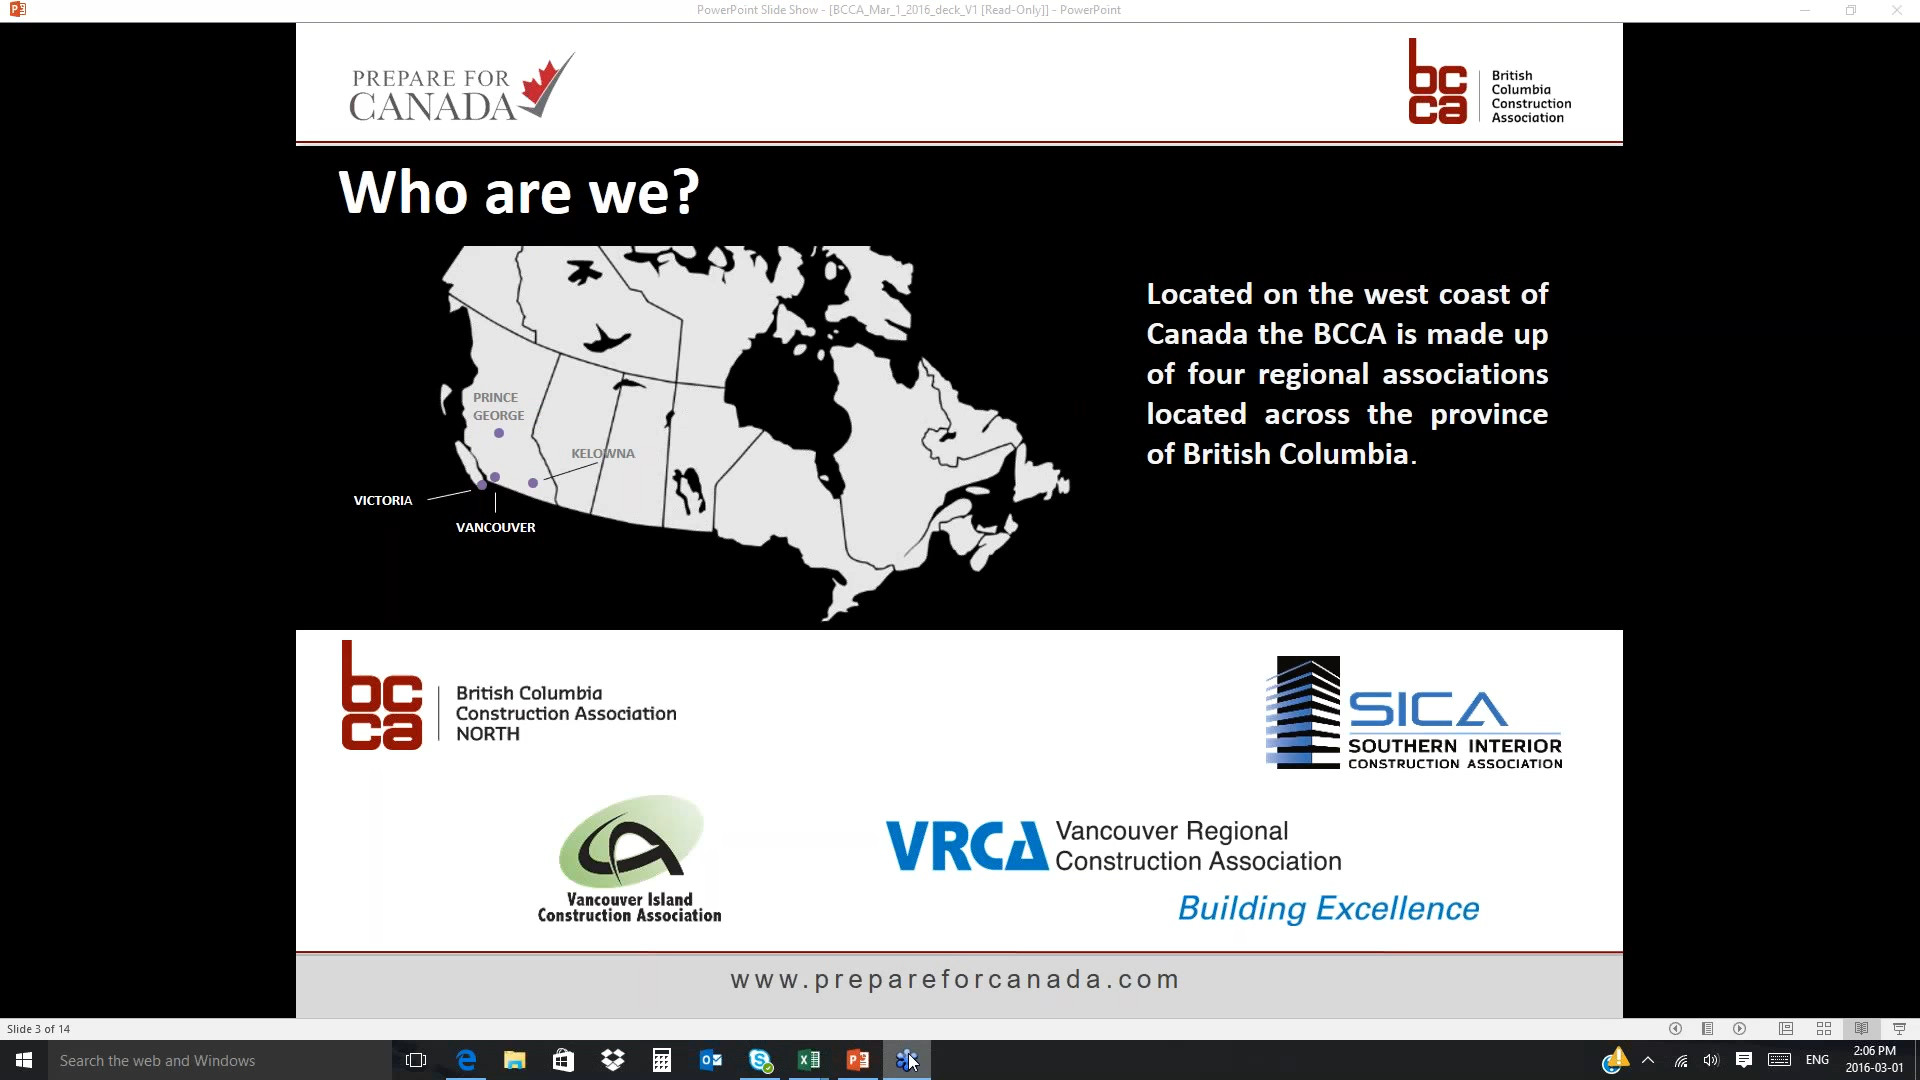 PowerPoint Slide Show - [BCCA_Mar_1_2016_deck_V1 [Read-Only]] - PowerPoint
PREPARE FOR
CANADA
bc
ca
British
Columbia
Construction
Association
Who are we?
PRINCE
GEORGE
KELOWNA
VICTORIA
VANCOUVER
Located on the west coast of
Canada the BCCA is made up
of four regional associations
located across the province
of British Columbia.
bc
ca
British Columbia
Construction Association
NORTH
SICA
SOUTHERN INTERIOR
CONSTRUCTION ASSOCIATION
Vancouver Island
Construction Association
VRCA
Vancouver Regional
Construction Association
Building Excellence
www.prepareforcanada.com
Slide 3 of 14
Search the web and Windows
ENG
2:06 PM
2016-03-01